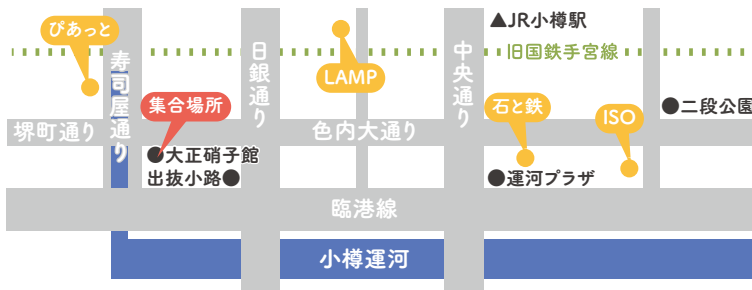 ぴあっと
▲JR小樽駅
旧国鉄手宮線
寿司屋通り
日銀通り
LAMP
中央通り
集合場所
石と鉄
ISO
●二段公園
堺町通り
色内大通り
●大正硝子館
出抜小路●
●運河プラザ
臨港線
小樽運河